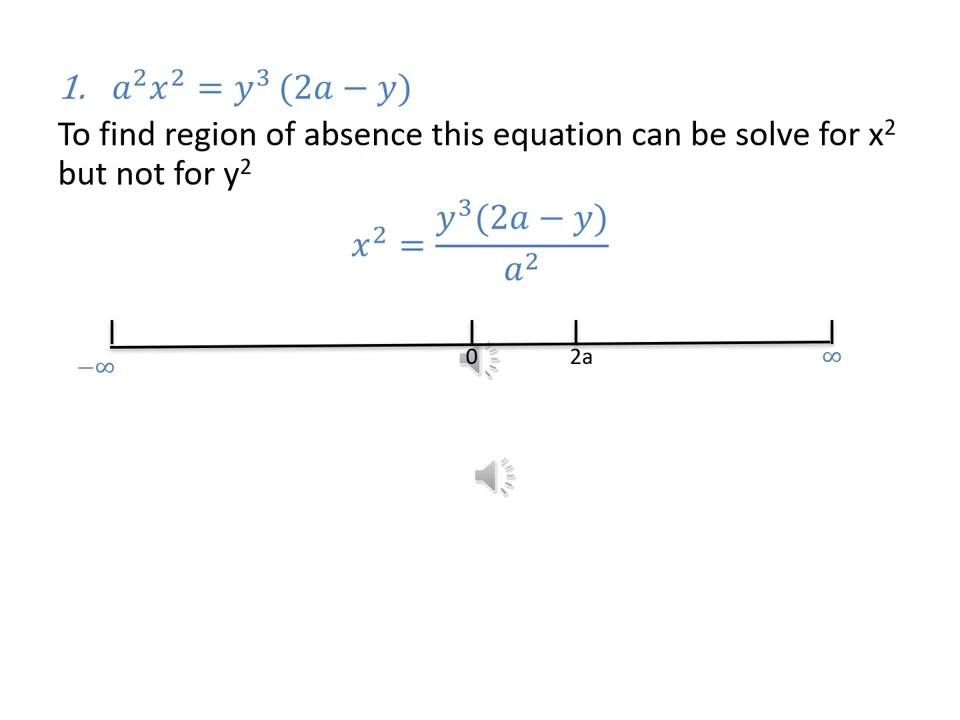 1. a²x² = y³ (2a − y)
To find region of absence this equation can be solve for x²
but not for y²
x² = y³(2a − y) / a²
0 2a
−∞ ∞